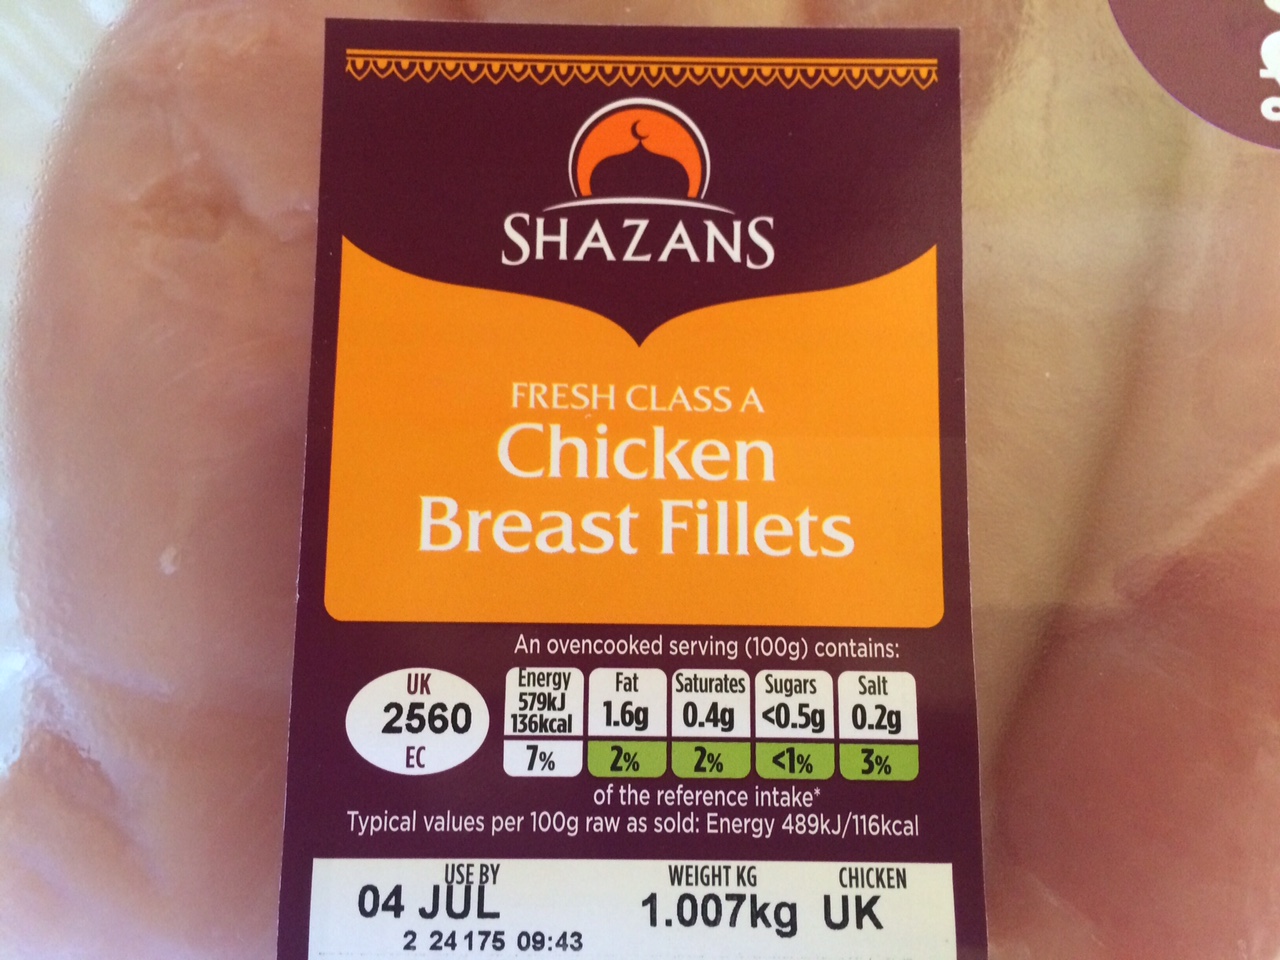 SHAZANS
FRESH CLASS A
Chicken
Breast Fillets
An ovencooked serving (100g) contains:
UK
2560
EC
Energy
579kJ
136kcal
7%
Fat
1.6g
2%
Saturates
0.4g
2%
Sugars
<0.5g
<1%
Salt
0.2g
3%
of the reference intake*
Typical values per 100g raw as sold: Energy 489kJ/116kcal
USE BY
04 JUL
2 24175 09:43
WEIGHT KG
1.007kg
CHICKEN
UK